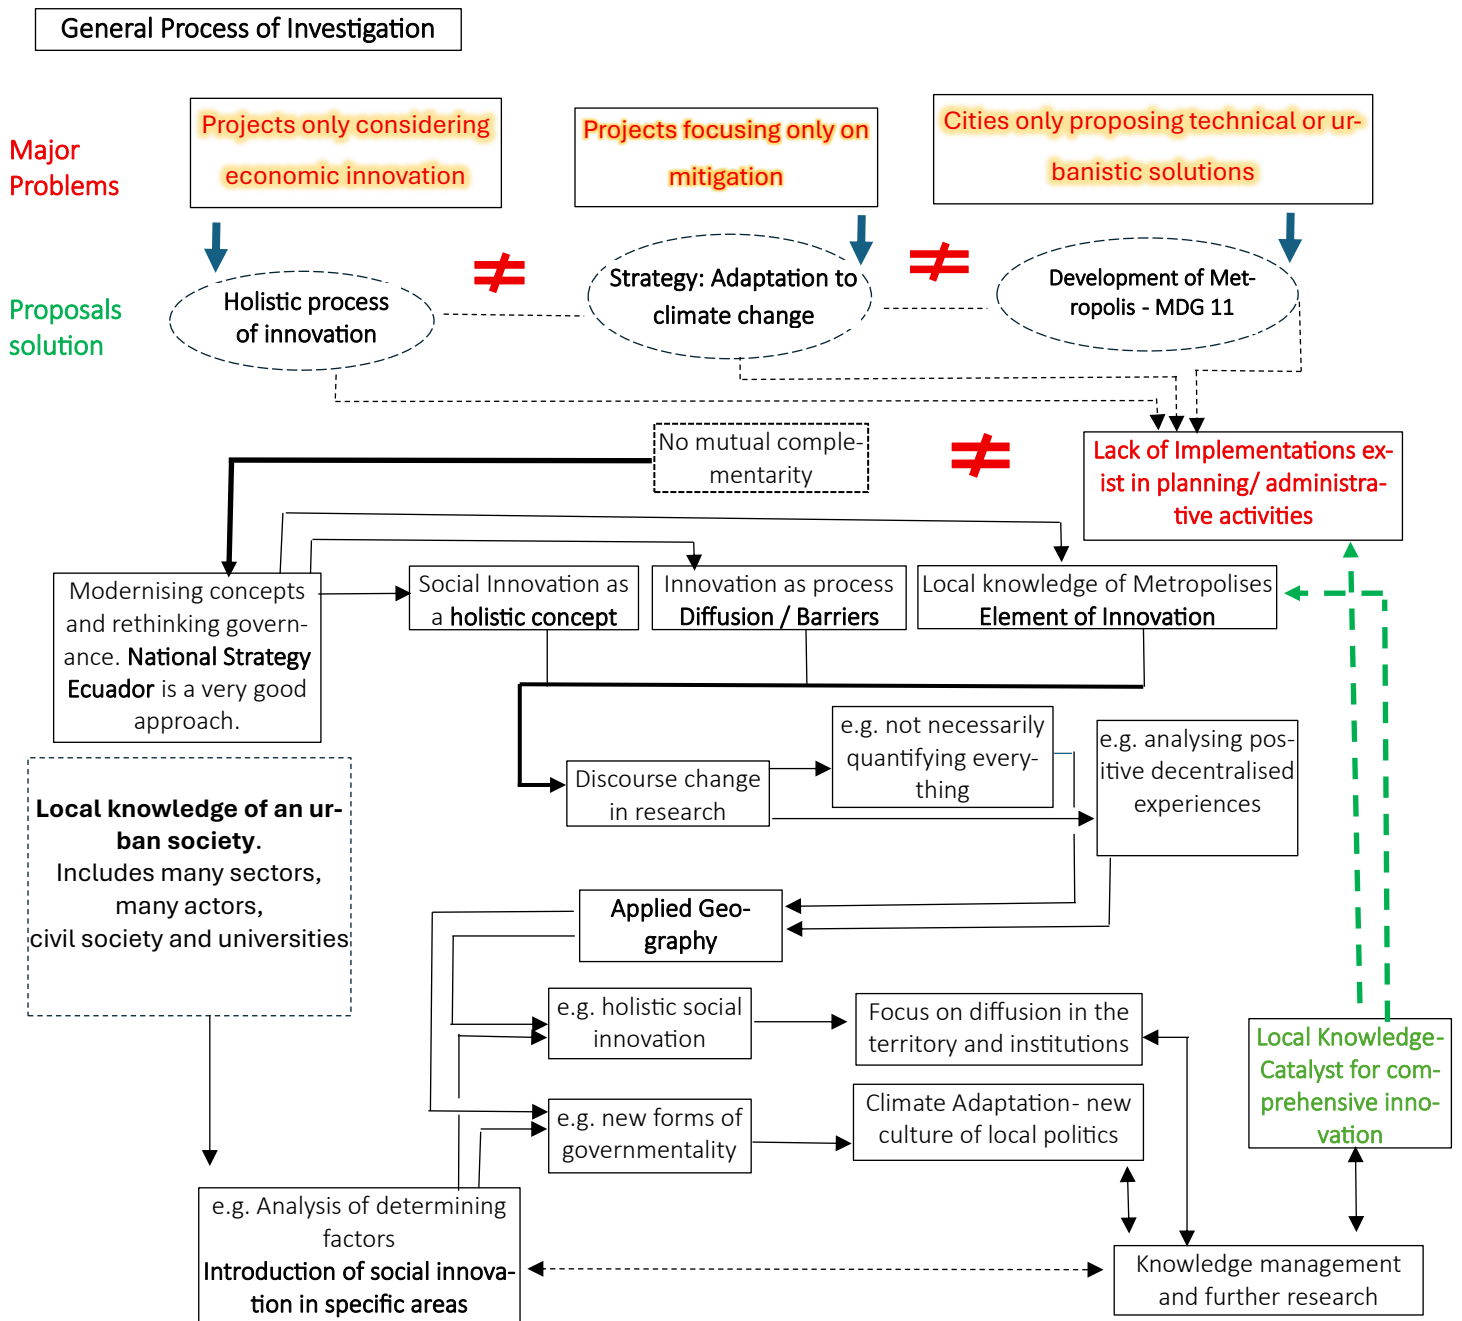 General Process of Investigation
Major
Problems
Projects only considering
economic innovation
Projects focusing only on
mitigation
Cities only proposing technical or ur-
banistic solutions
≠
≠
Proposals
solution
Holistic process
of innovation
Strategy: Adaptation to
climate change
Development of Met-
ropolis - MDG 11
No mutual comple-
mentarity
≠
Lack of Implementations ex-
ist in planning/ administra-
tive activities
Modernising concepts
and rethinking govern-
ance. National Strategy
Ecuador is a very good
approach.
Social Innovation as
a holistic concept
Innovation as process
Diffusion / Barriers
Local knowledge of Metropolises
Element of Innovation
Discourse change
in research
e.g. not necessarily
quantifying every-
thing
e.g. analysing pos-
itive decentralised
experiences
Local knowledge of an ur-
ban society.
Includes many sectors,
many actors,
civil society and universities
Applied Geo-
graphy
e.g. holistic social
innovation
Focus on diffusion in the
territory and institutions
Local Knowledge-
Catalyst for com-
prehensive inno-
vation
e.g. new forms of
governmentality
Climate Adaptation- new
culture of local politics
e.g. Analysis of determining
factors
Introduction of social innova-
tion in specific areas
Knowledge management
and further research